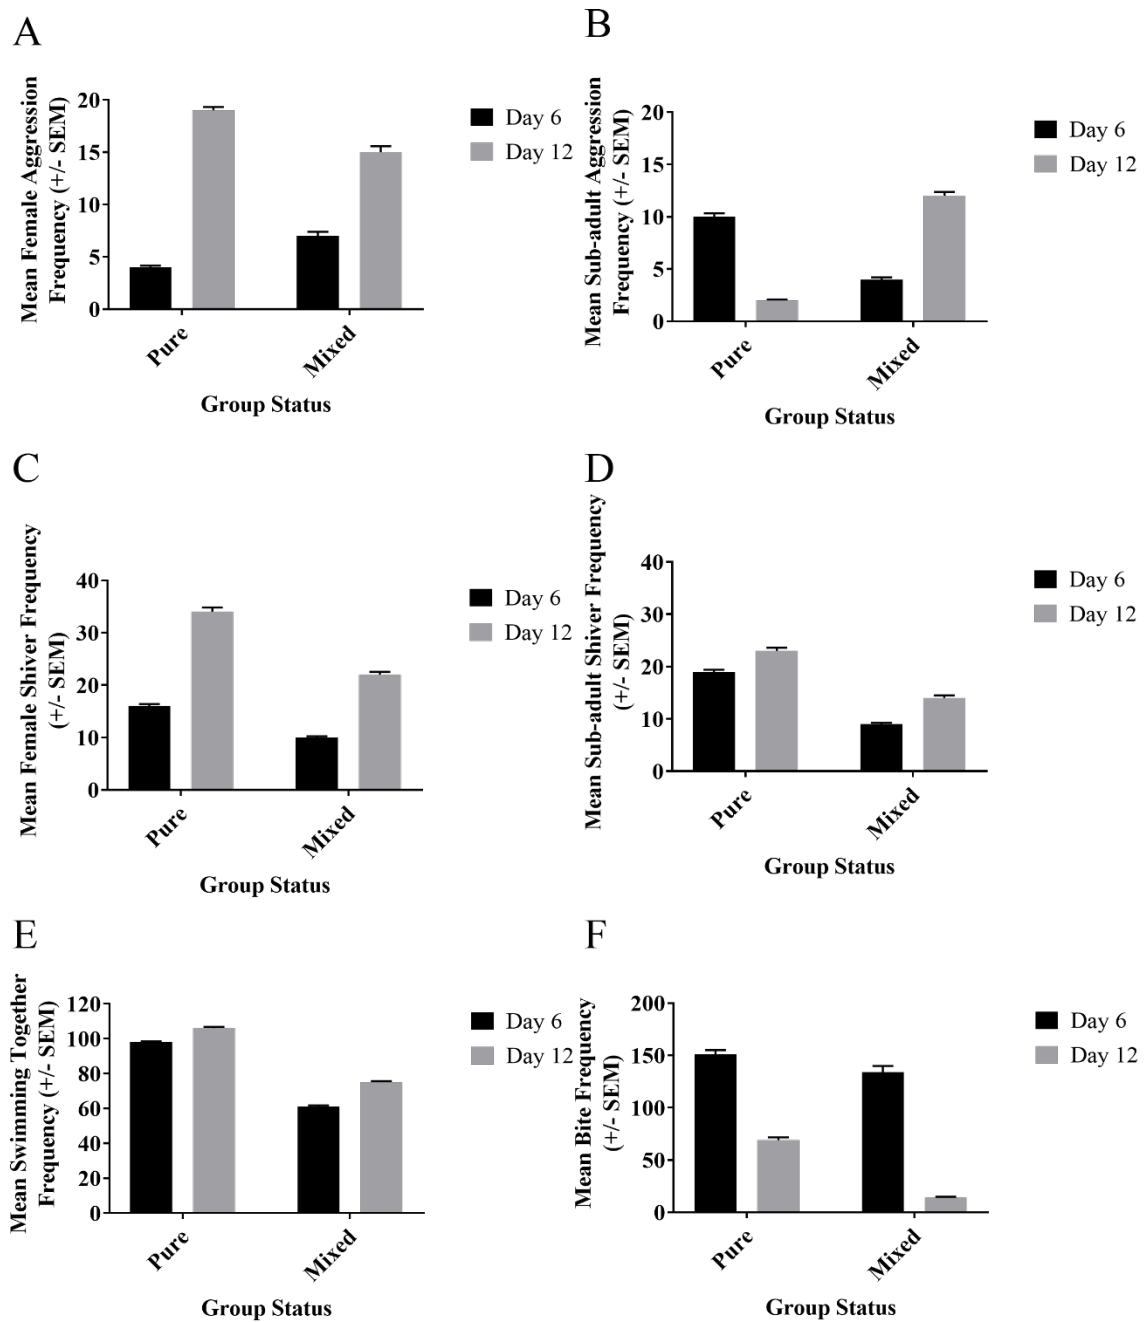 A
Mean Female Aggression
Frequency (+/- SEM)
20
15
10
5
0
Pure
Mixed
Group Status
Day 6
Day 12
B
Mean Sub-adult Aggression
Frequency (+/- SEM)
20
15
10
5
0
Pure
Mixed
Group Status
Day 6
Day 12
C
Mean Female Shiver Frequency
(+/- SEM)
40
30
20
10
0
Pure
Mixed
Group Status
Day 6
Day 12
D
Mean Sub-adult Shiver Frequency
(+/- SEM)
40
30
20
10
0
Pure
Mixed
Group Status
Day 6
Day 12
E
Mean Swimming Together
Frequency (+/- SEM)
120
100
80
60
40
20
0
Pure
Mixed
Group Status
Day 6
Day 12
F
Mean Bite Frequency
(+/- SEM)
200
150
100
50
0
Pure
Mixed
Group Status
Day 6
Day 12